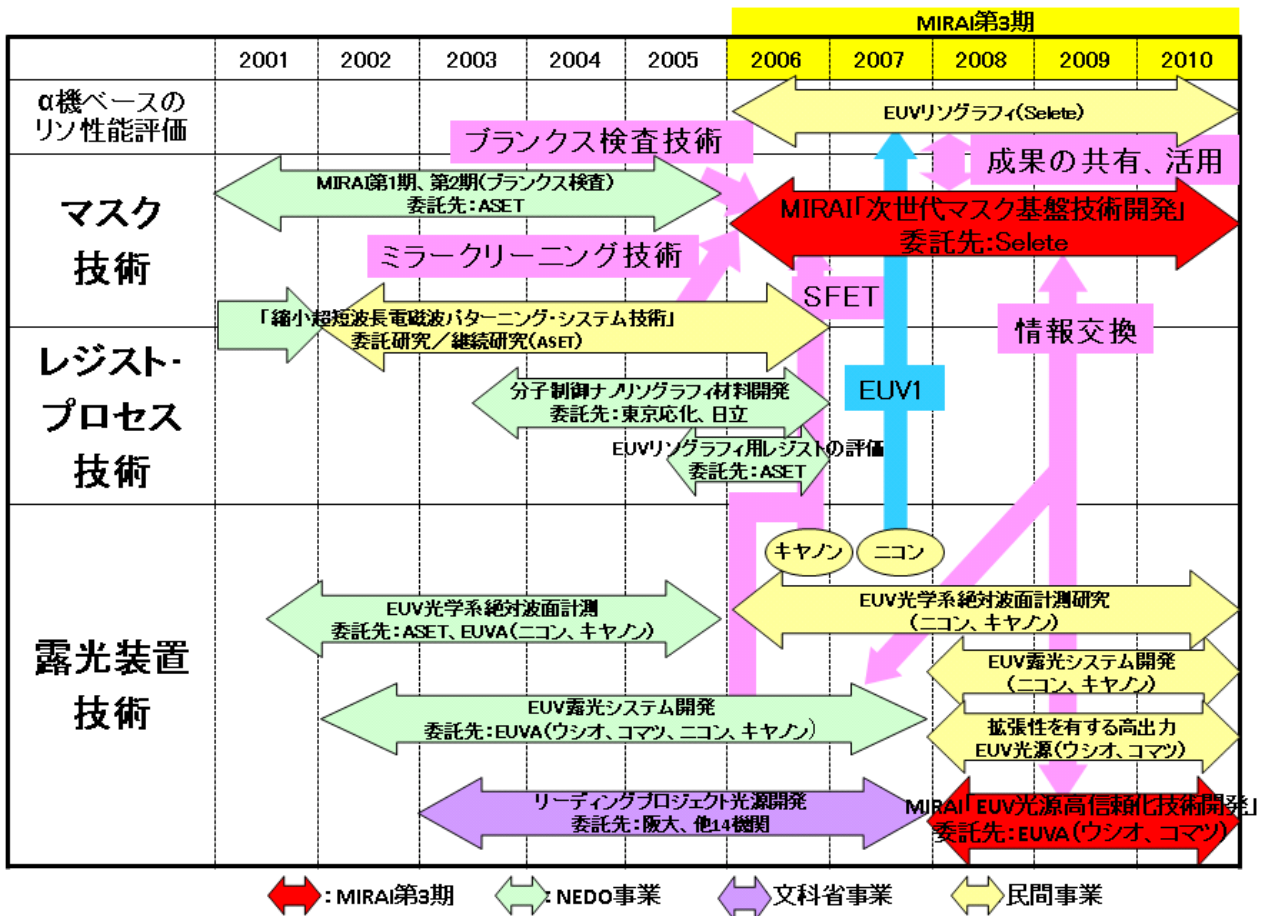 MIRAI第3期
2001 2002 2003 2004 2005 2006 2007 2008 2009 2010
α機ベースの
リソ性能評価
EUVリソグラフィ(Selete)
ブランクス検査技術
成果の共有、活用
マスク
技術
MIRAI第1期、第2期(ブランクス検査)
委託先:ASET
MIRAI「次世代マスク基盤技術開発」
委託先:Selete
ミラークリーニング技術
SFET
「縮小超短波長電磁波パターニング・システム技術」
委託研究/継続研究(ASET)
情報交換
レジスト-
プロセス
技術
分子制御ナノリソグラフィ材料開発
委託先:東京応化、日立
EUV1
EUVリソグラフィ用レジストの評価
委託先:ASET
キヤノン
ニコン
露光装置
技術
EUV光学系絶対波面計測
委託先:ASET、EUVA(ニコン、キヤノン)
EUV光学系絶対波面計測研究
(ニコン、キヤノン)
EUV露光システム開発
(ニコン、キヤノン)
EUV露光システム開発
委託先:EUVA(ウシオ、コマツ、ニコン、キヤノン)
拡張性を有する高出力
EUV光源(ウシオ、コマツ)
リーディングプロジェクト光源開発
委託先:阪大、他14機関
MIRAI「EUV光源高信頼化技術開発」
委託先:EUVA(ウシオ、コマツ)
:MIRAI第3期
:NEDO事業
:文科省事業
:民間事業